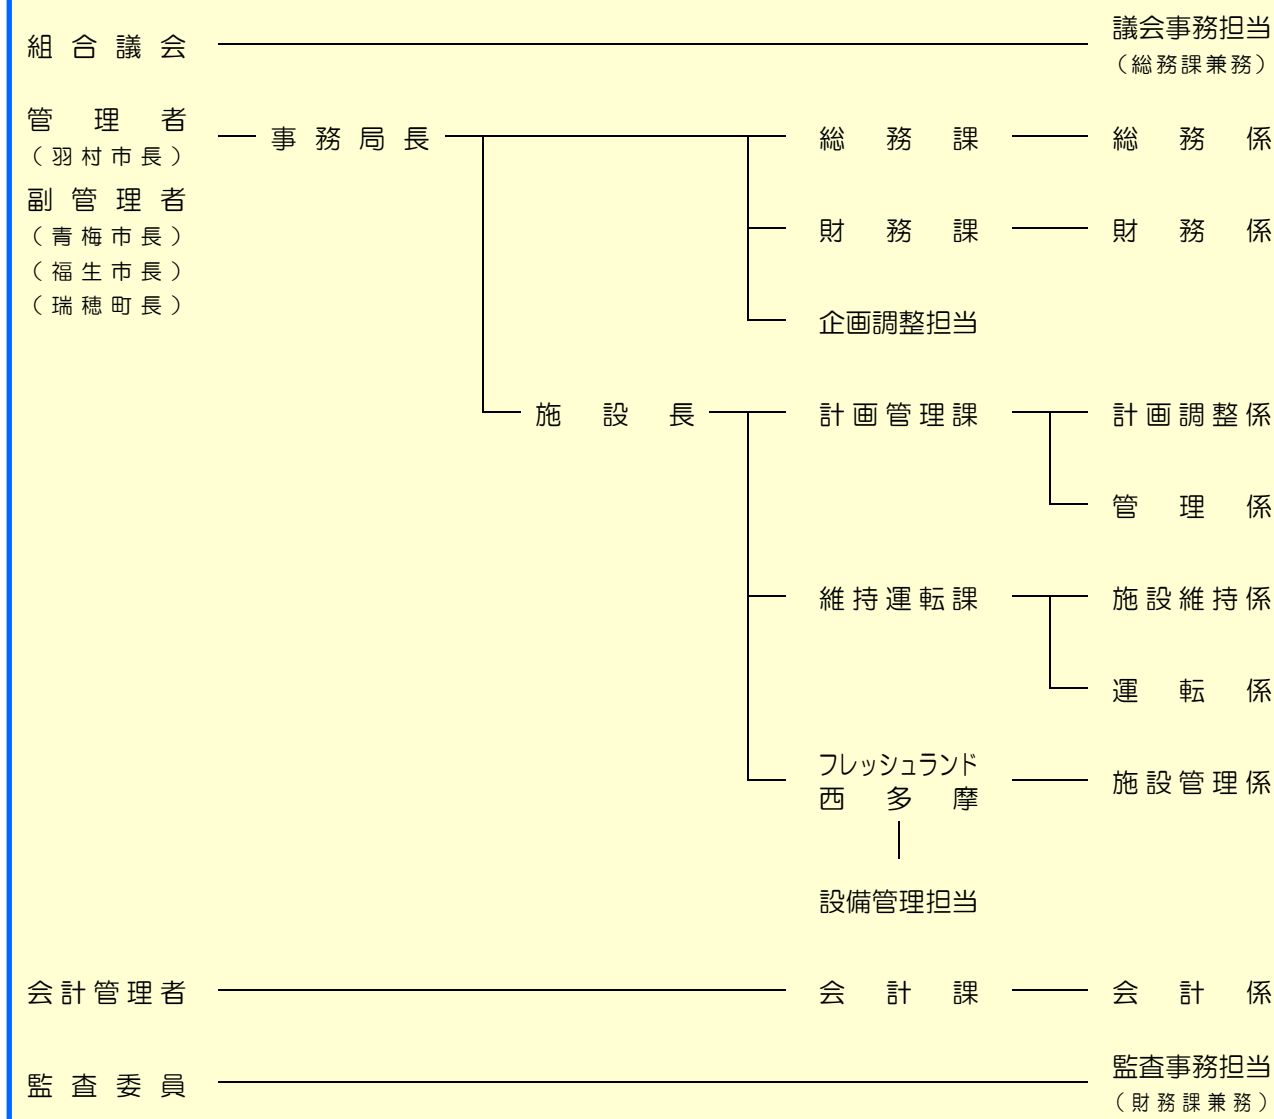 組合議会 議会事務担当
（総務課兼務）
管理者 事務局長 総務課 総務係
（羽村市長）
副管理者
（青梅市長） 財務課 財務係
（福生市長）
（瑞穂町長）
企画調整担当
施設長 計画管理課 計画調整係
管理係
維持運転課 施設維持係
運転係
フレッシュランド
西多摩 施設管理係
設備管理担当
会計管理者 会計課 会計係
監査委員 監査事務担当
（財務課兼務）